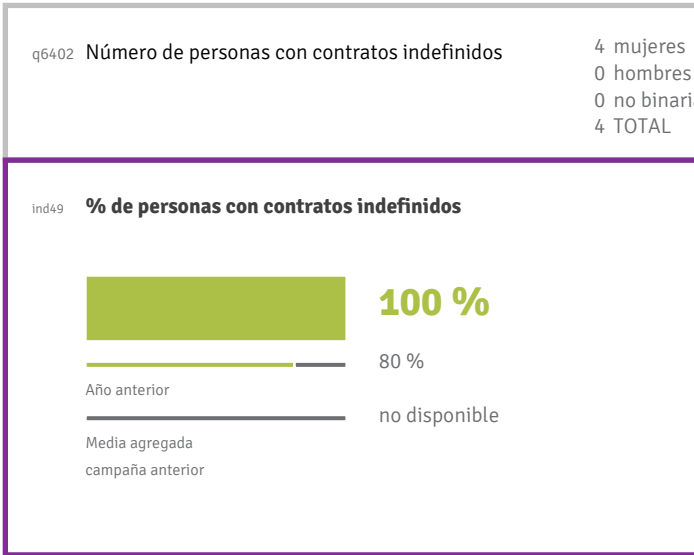 q6402 Número de personas con contratos indefinidos
4 mujeres
0 hombres
0 no
4 TOTAL
ind49 % de personas con contratos indefinidos
100 %
80 %
Año anterior
no disponible
Media agregada
campaña anterior